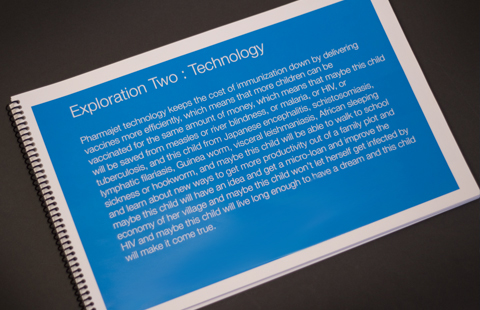 Exploration Two : Technology
Pharmajet technology keeps the cost of immunization down by delivering
vaccines more efficiently, which means that more children can be
vaccinated for the same amount of money, which means that maybe this child
will be saved from measles or river blindness, or malaria, or HIV, or
tuberculosis, and this child from Japanese encephalitis, schistosomiasis,
lymphatic filariasis, Guinea worm, visceral leishmaniasis, African sleeping
sickness or hookworm, and maybe this child will be able to walk to school
and learn about new ways to get more productivity out of a family plot and
maybe this child will have an idea and get a micro-loan and improve the
economy of her village and maybe this child won't let herself get infected by
HIV and maybe this child will live long enough to have a dream and this child
will make it come true.